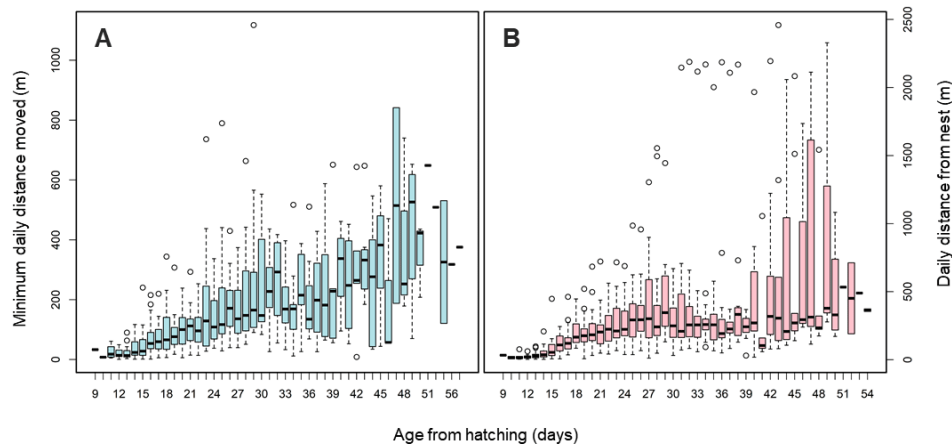 A
B
Minimum daily distance moved (m)
0 200 400 600 800 1000
Daily distance from nest (m)
0 500 1000 1500 2000 2500
9 12 15 18 21 24 27 30 33 36 39 42 45 48 51 56
9 12 15 18 21 24 27 30 33 36 39 42 45 48 51 54
Age from hatching (days)